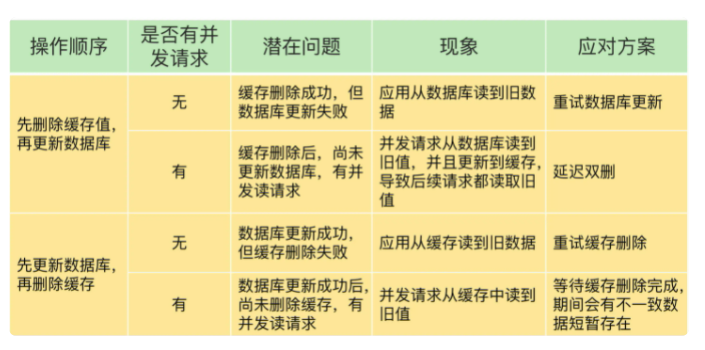 操作顺序
是否有并
发请求
潜在问题
现象
应对方案
先删除缓存值,
再更新数据库
无
缓存删除成功，但
数据库更新失败
应用从数据库读到旧数
据
重试数据库更新
有
缓存删除后，尚未
更新数据库，有并
发读请求
并发请求从数据库读到
旧值，并且更新到缓存,
导致后续请求都读取旧
值
延迟双删
先更新数据库,
再删除缓存
无
数据库更新成功,
但缓存删除失败
应用从缓存读到旧数据
重试缓存删除
有
数据库更新成功后,
尚未删除缓存，有
并发读请求
并发请求从缓存中读到
旧值
等待缓存删除完成,
期间会有不一致数
据短暂存在